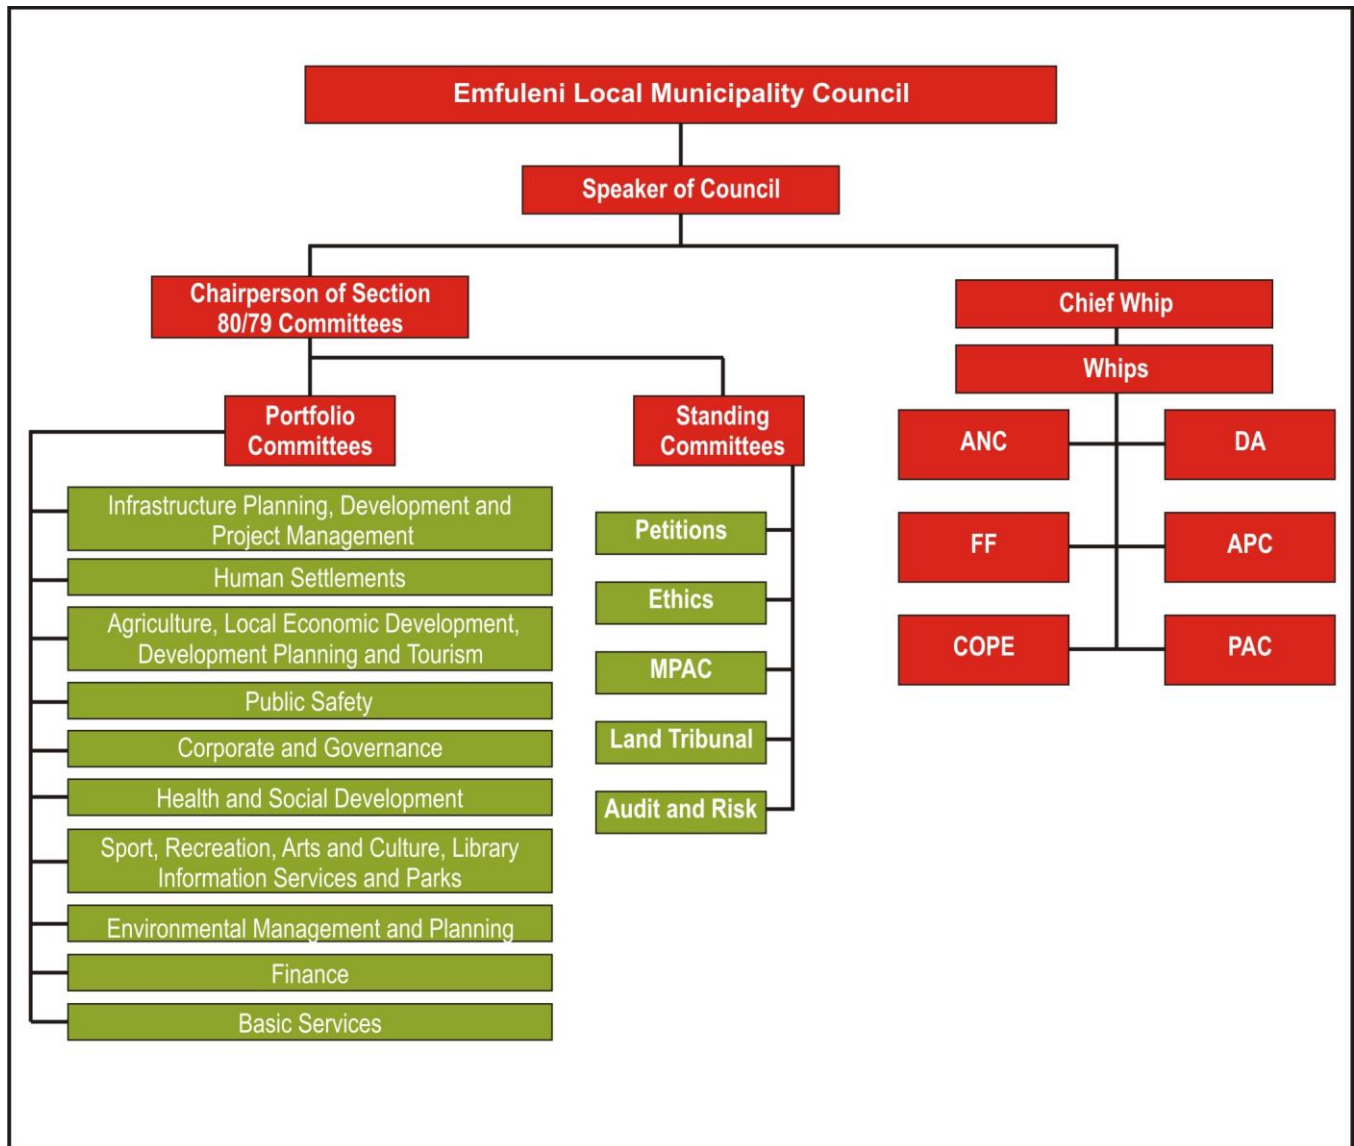 Emfuleni Local Municipality Council
Speaker of Council
Chairperson of Section
80/79 Committees
Chief Whip
Whips
Portfolio
Committees
Standing
Committees
ANC
DA
FF
APC
COPE
PAC
Infrastructure Planning, Development and
Project Management
Human Settlements
Agriculture, Local Economic Development,
Development Planning and Tourism
Public Safety
Corporate and Governance
Health and Social Development
Sport, Recreation, Arts and Culture, Library
Information Services and Parks
Environmental Management and Planning
Finance
Basic Services
Petitions
Ethics
MPAC
Land Tribunal
Audit and Risk